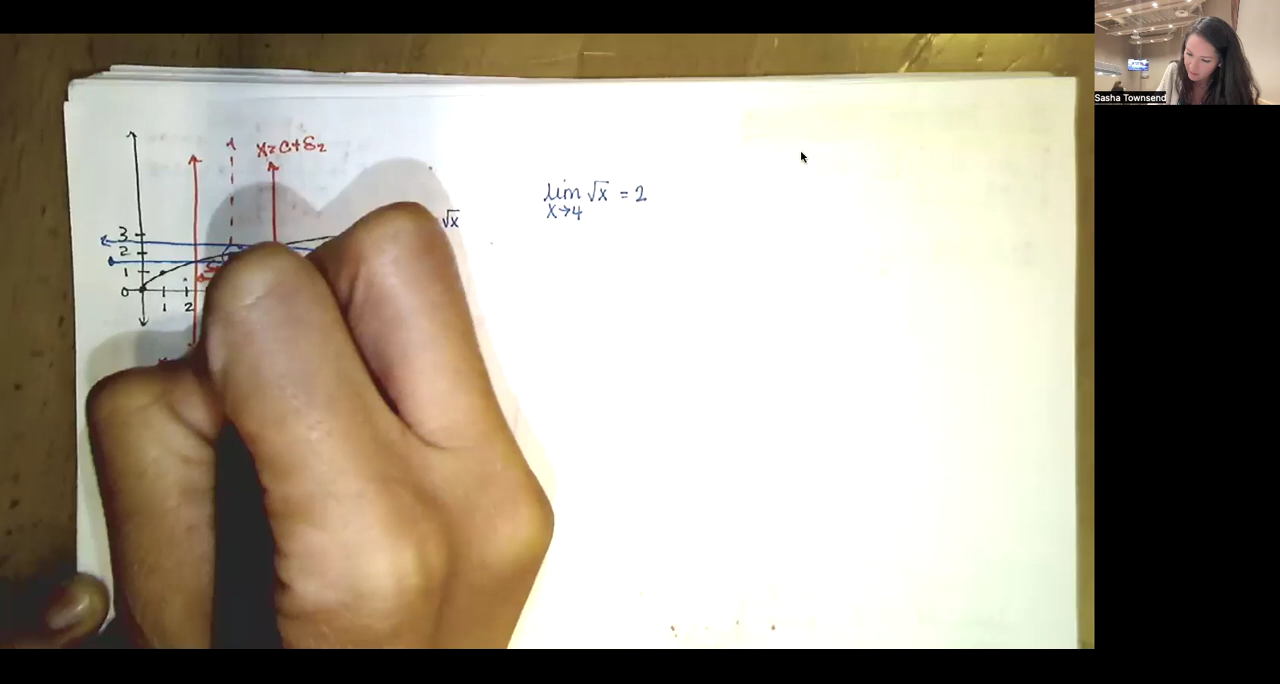 Sasha Townsend
x = c + δ₂
lim √x = 2
x→4
√x
3
2
1
0
1 2